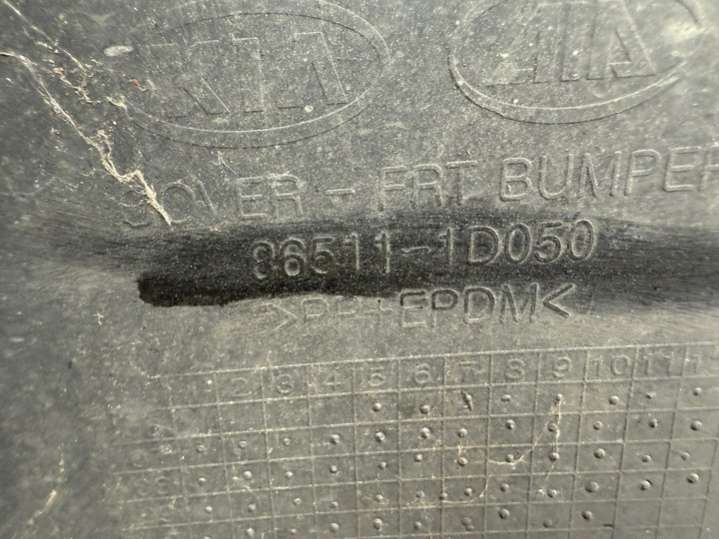 KIA KIA
COVER - FRT BUMPER
86511-1D050
>PP+EPDM<
2 3 4 5 6 7 8 9 10 11